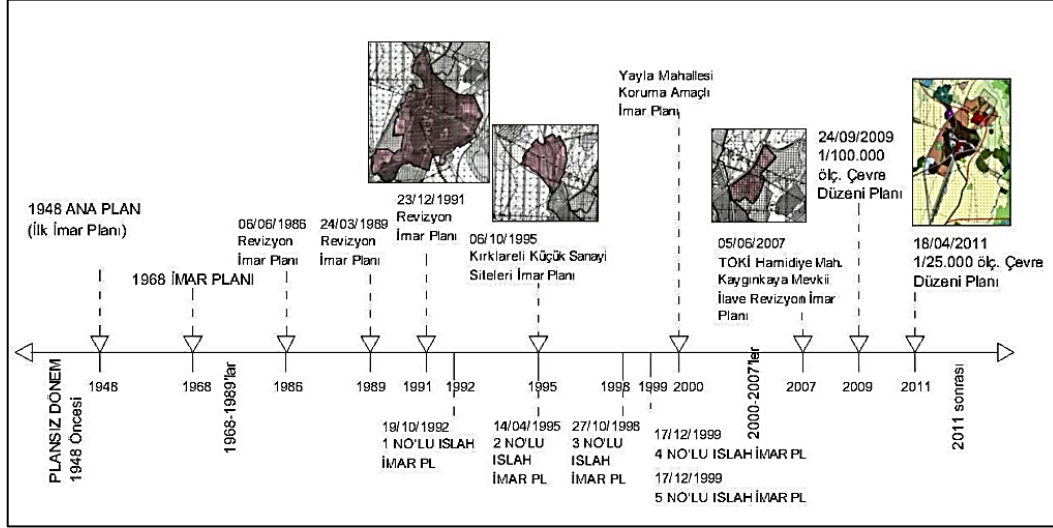 1948 ANA PLAN
(İlk İmar Planı)
1968 İMAR PLANI
06/06/1986
Revizyon
İmar Planı
24/03/1989
Revizyon
İmar Planı
23/12/1991
Revizyon
İmar Planı
06/10/1995
Kırklareli Küçük Sanayi
Siteleri İmar Planı
Yayla Mahallesi
Koruma Amaçlı
İmar Planı
05/06/2007
TOKİ Hamidiye Mah.
Kaygınkaya Mevkii
İlave Revizyon İmar
Planı
24/09/2009
1/100.000
ölç. Çevre
Düzeni Planı
18/04/2011
1/25.000 ölç. Çevre
Düzeni Planı
PLANSIZ DÖNEM
1948 Öncesi
1948
1968
1968-1989'lar
1986
1989
1991
1992
1995
1998
1999
2000
2000-2007'ler
2007
2009
2011
2011 sonrası
19/10/1992
1 NO'LU ISLAH
İMAR PL
14/04/1995
2 NO'LU
ISLAH
İMAR PL
27/10/1998
3 NO'LU
ISLAH
İMAR PL
17/12/1999
4 NO'LU ISLAH İMAR PL
17/12/1999
5 NO'LU ISLAH İMAR PL